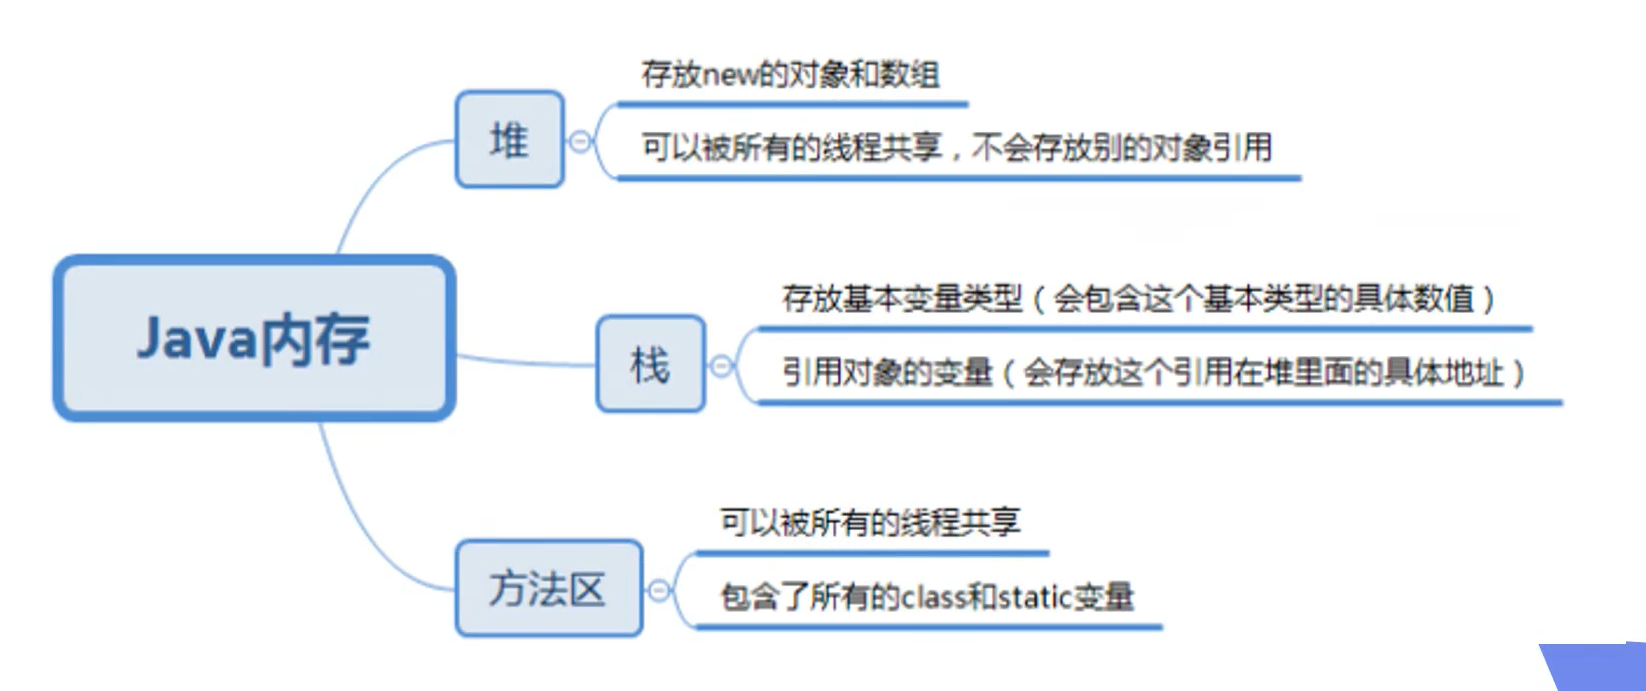 存放new的对象和数组
堆
可以被所有的线程共享，不会存放别的对象引用
存放基本变量类型（会包含这个基本类型的具体数值）
Java内存
栈
引用对象的变量（会存放这个引用在堆里面的具体地址）
可以被所有的线程共享
方法区
包含了所有的class和static变量